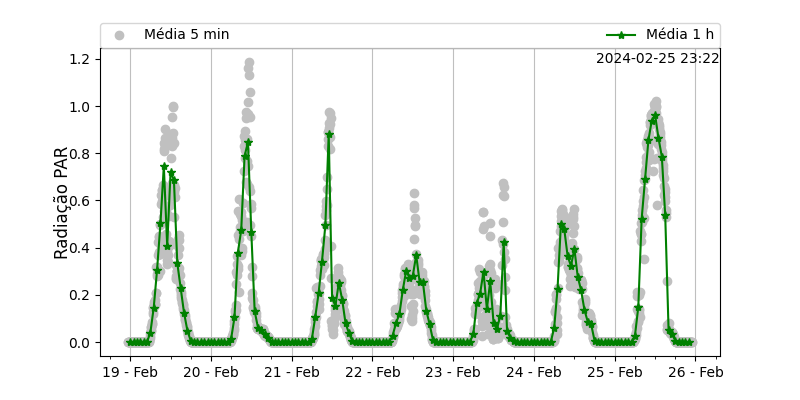 Média 5 min
Média 1 h
2024-02-25 23:22
Radiação PAR
1.2
1.0
0.8
0.6
0.4
0.2
0.0
19 - Feb
20 - Feb
21 - Feb
22 - Feb
23 - Feb
24 - Feb
25 - Feb
26 - Feb